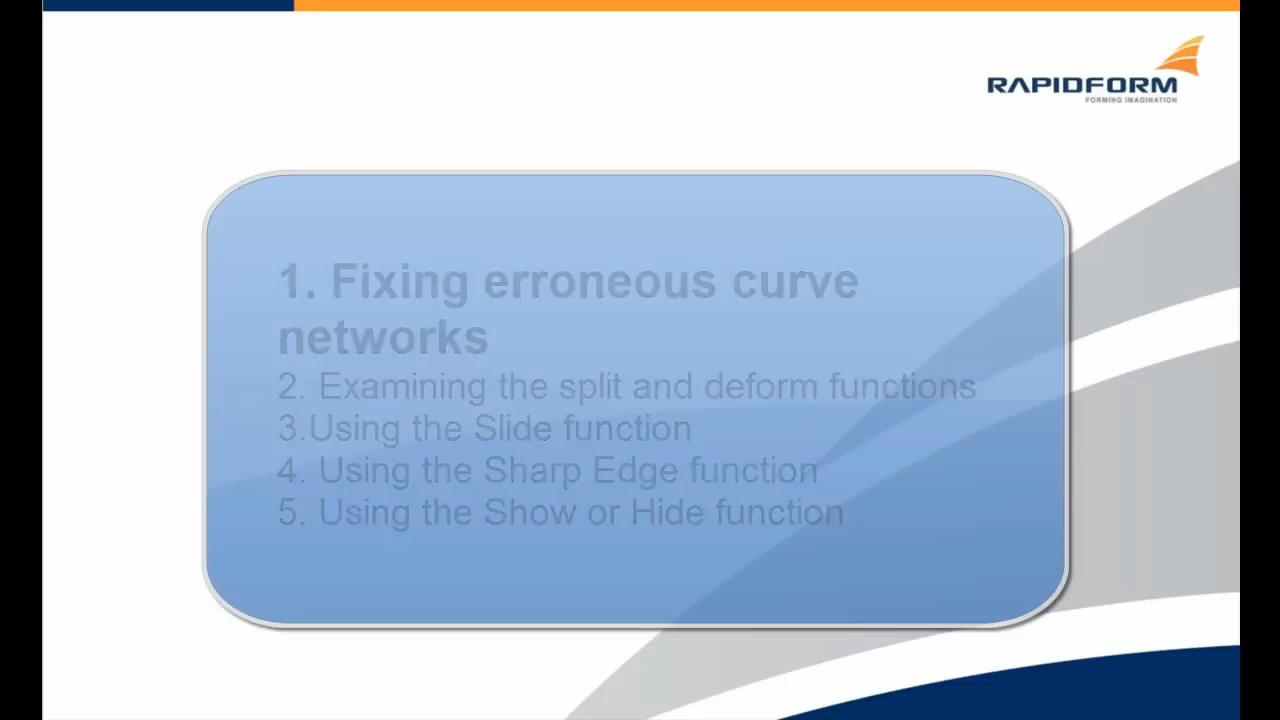 RAPIDFORM
FORMING IMAGINATION
1. Fixing erroneous curve
networks
2. Examining the split and deform functions
3.Using the Slide function
4. Using the Sharp Edge function
5. Using the Show or Hide function